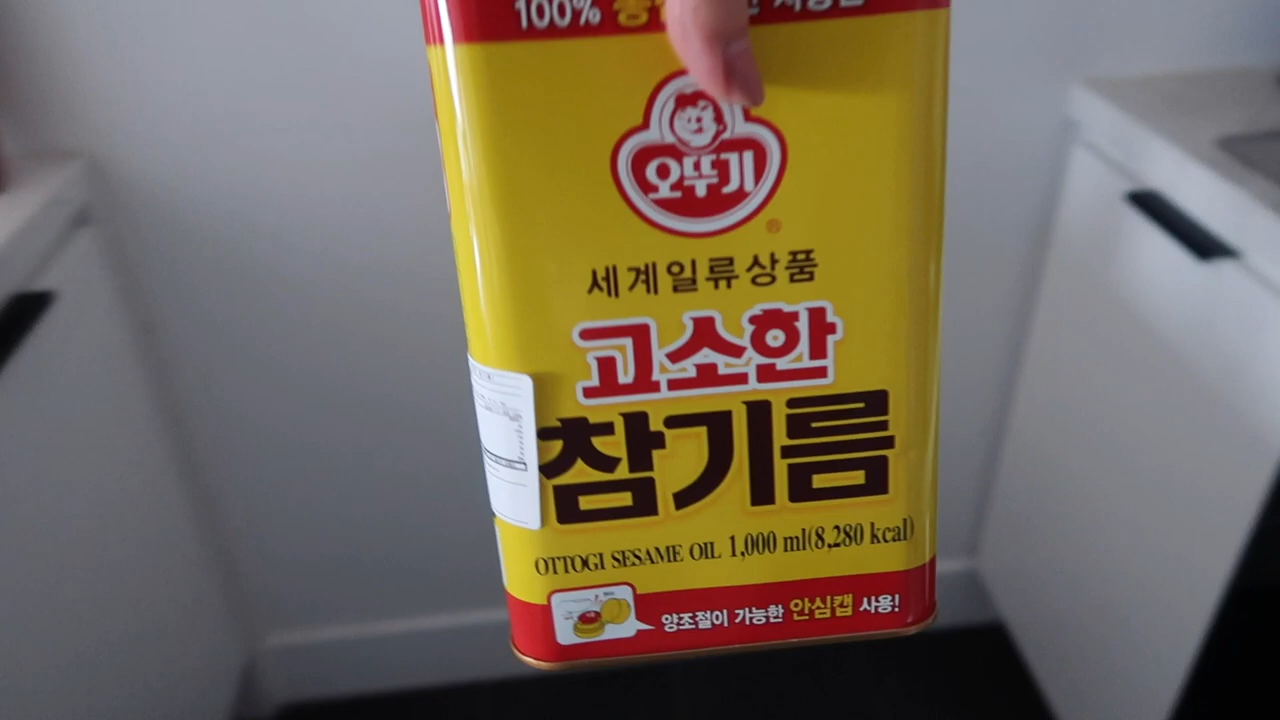 100%
오뚜기
®
세계일류상품
고소한
참기름
OTTOGI SESAME OIL 1,000 ml(8,280 kcal)
양조절이 가능한 안심캡 사용!